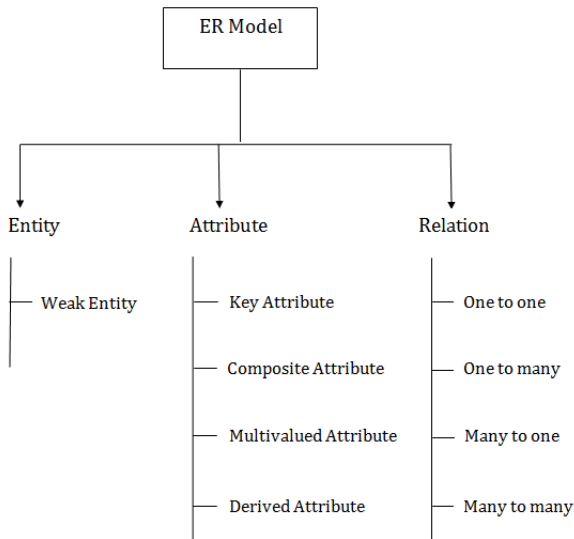 ER Model
Entity
Attribute
Relation
Weak Entity
Key Attribute
One to one
Composite Attribute
One to many
Multivalued Attribute
Many to one
Derived Attribute
Many to many